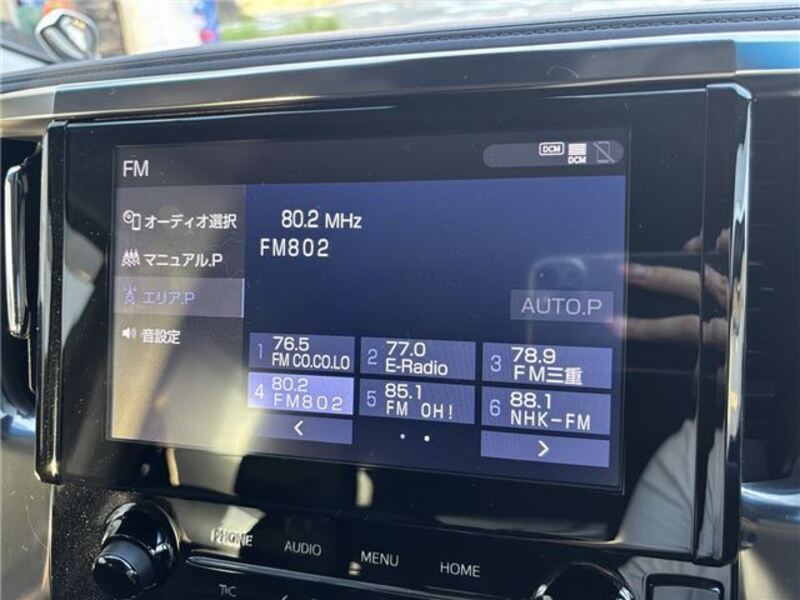 FM
DCM
DCM
オーディオ選択
マニュアル.P
エリア.P
音設定
80.2 MHz
FM802
AUTO.P
1 76.5
FM CO.CO.LO
2 77.0
E-Radio
3 78.9
FM三重
4 80.2
FM802
5 85.1
FM OH!
6 88.1
NHK-FM
<
>
PHONE
AUDIO
MENU
HOME